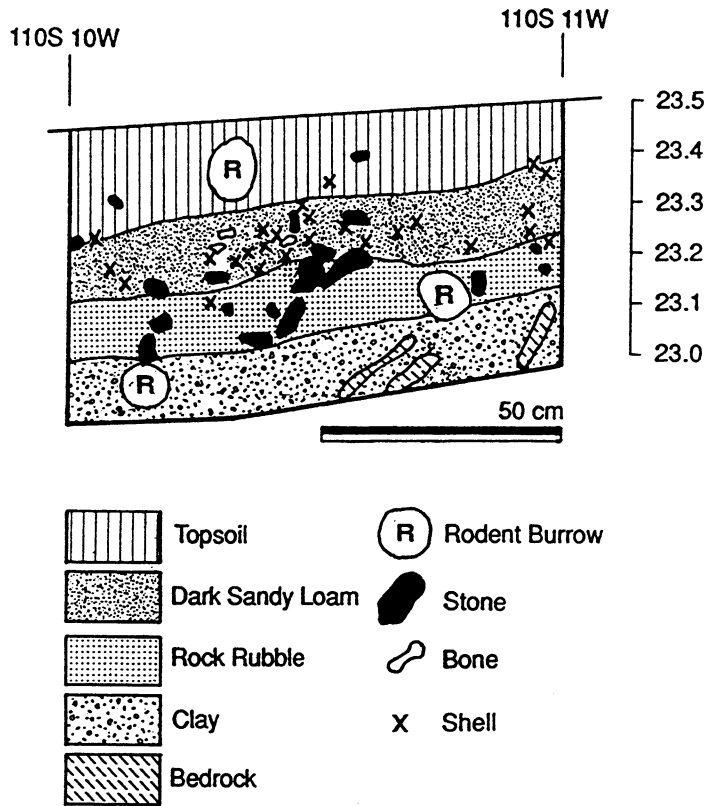 110S 10W
110S 11W
23.5
23.4
23.3
23.2
23.1
23.0
R
R
R
50 cm
Topsoil
R Rodent Burrow
Dark Sandy Loam
Stone
Rock Rubble
Bone
Clay
x Shell
Bedrock